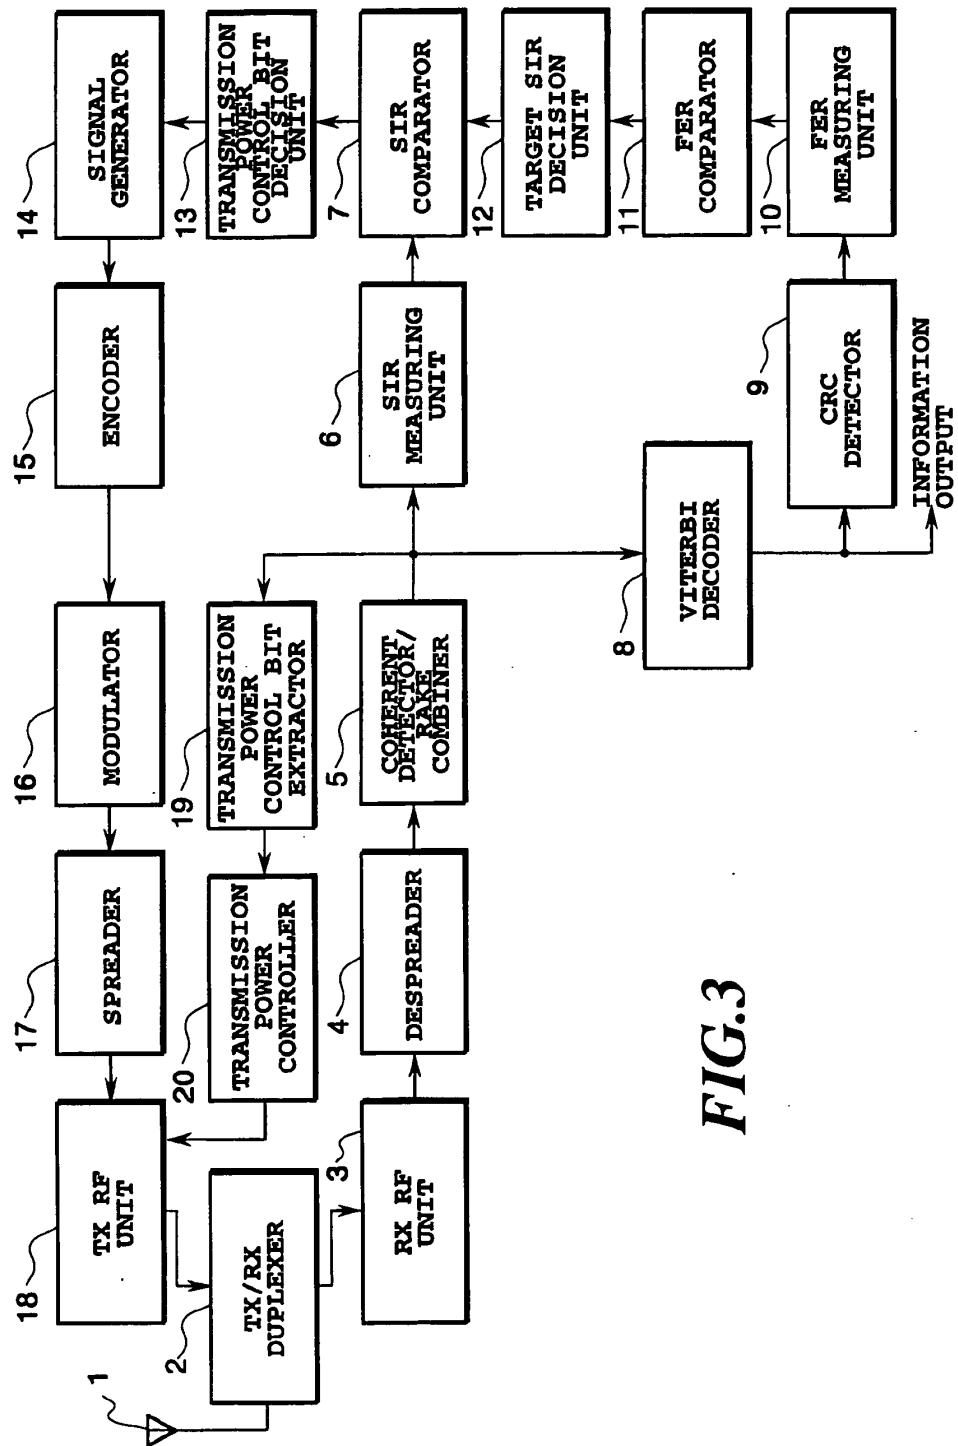 14
SIGNAL
GENERATOR
15
ENCODER
16
MODULATOR
17
SPREADER
18
TX RF
UNIT
13
TRANSMISSION
POWER
CONTROL BIT
DECISION
UNIT
19
TRANSMISSION
POWER
CONTROL BIT
EXTRACTOR
20
TRANSMISSION
POWER
CONTROLLER
1
2
TX/RX
DUPLEXER
7
SIR
COMPARATOR
6
SIR
MEASURING
UNIT
5
COHERENT
DETECTOR/
RAKE
COMBINER
4
DESPREADER
3
RX RF
UNIT
12
TARGET SIR
DECISION
UNIT
11
FER
COMPARATOR
10
FER
MEASURING
UNIT
9
CRC
DETECTOR
8
VITERBI
DECODER
INFORMATION
OUTPUT
FIG.3